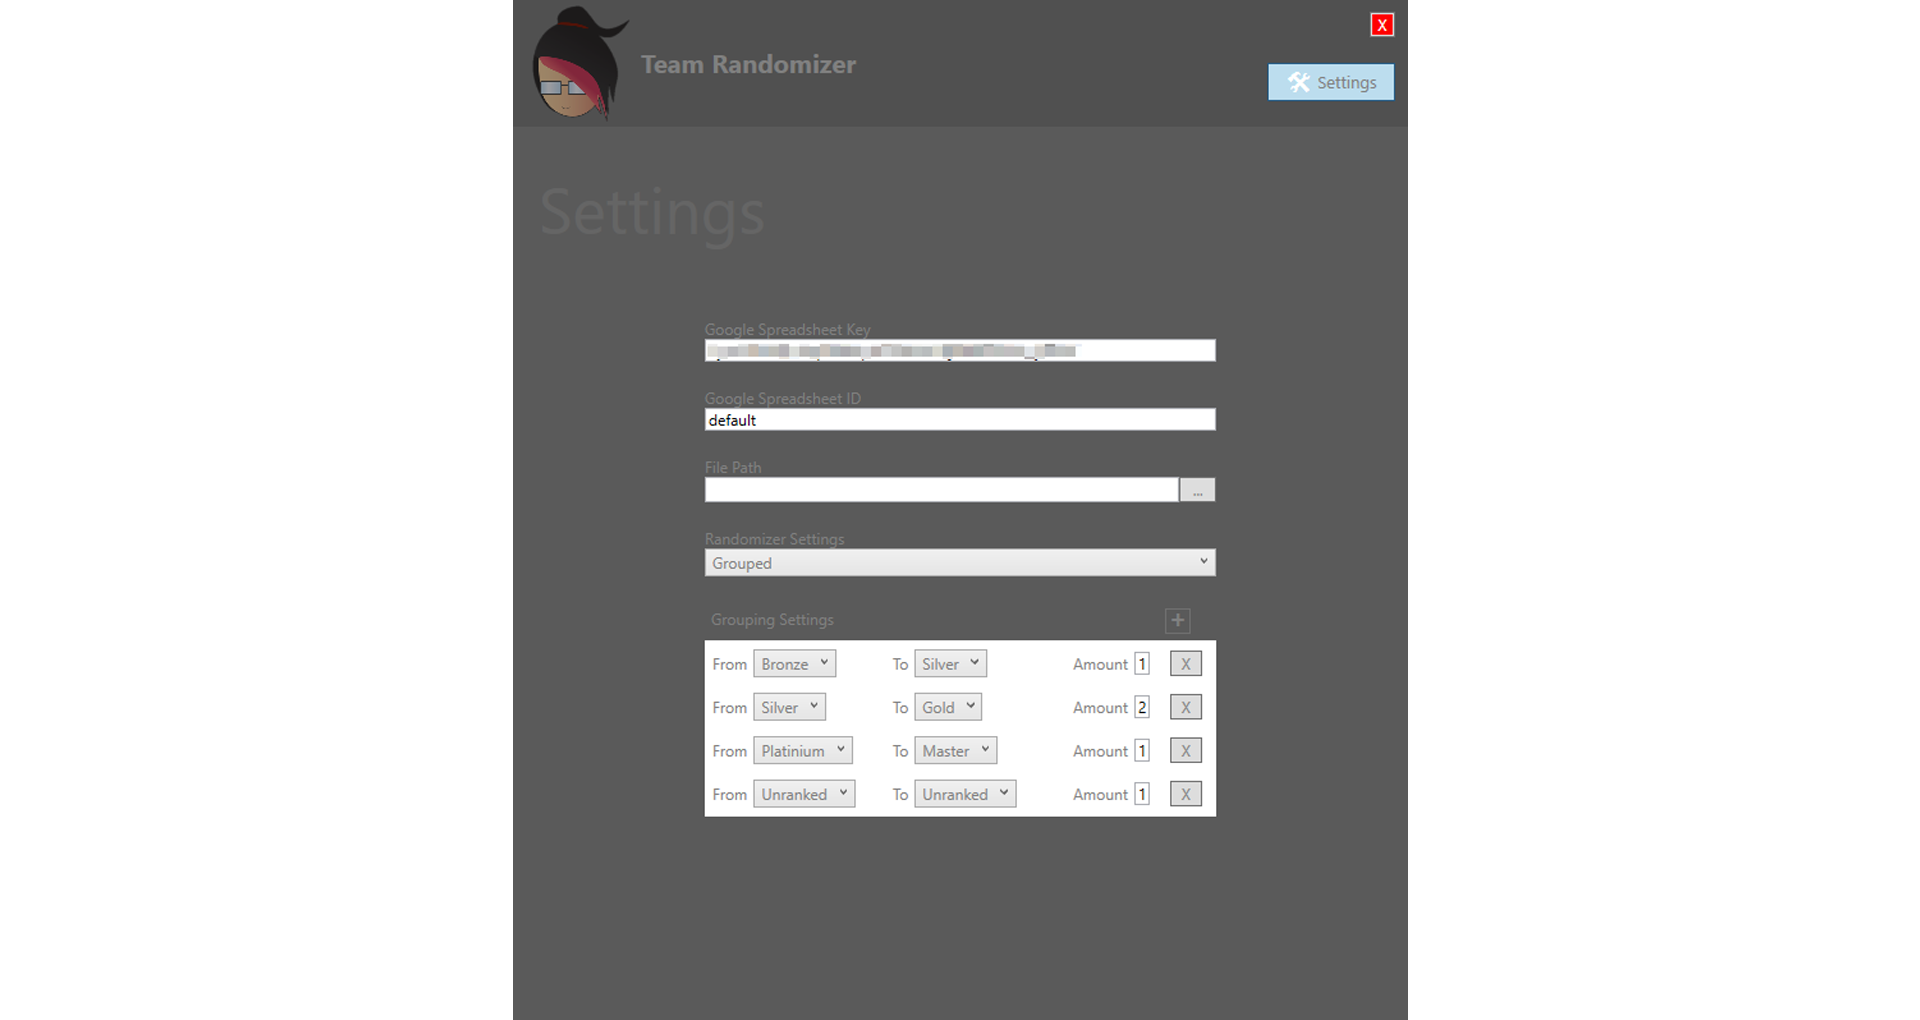 X
Team Randomizer
Settings
Settings
Google Spreadsheet Key
Google Spreadsheet ID
default
File Path
...
Randomizer Settings
Grouped
Grouping Settings +
From Bronze To Silver Amount 1 X
From Silver To Gold Amount 2 X
From Platinium To Master Amount 1 X
From Unranked To Unranked Amount 1 X